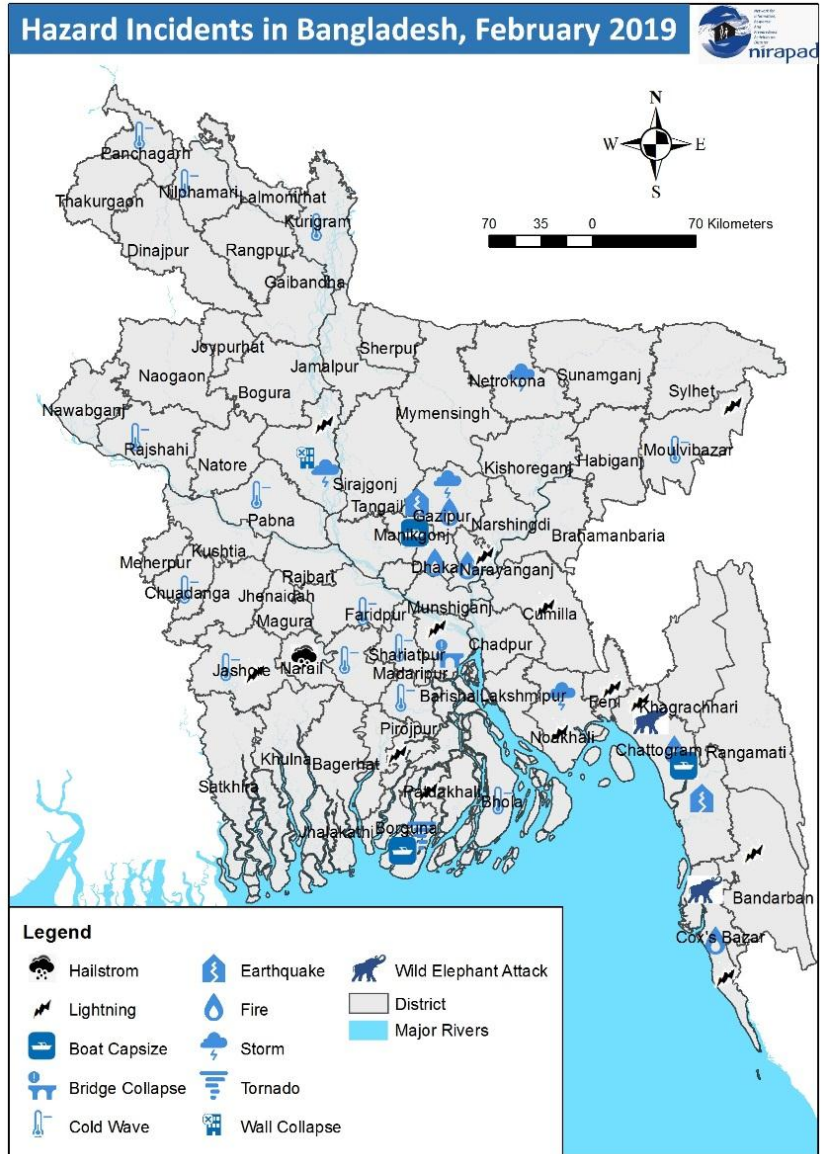 Hazard Incidents in Bangladesh, February 2019
nirapad
N
W
E
S
70 35 0 70 Kilometers
Panchagarh
Thakurgaon
Nilphamari
Lalmonirhat
Kurigram
Dinajpur
Rangpur
Gaibandha
Joypurhat
Naogaon
Jamalpur
Sherpur
Bogura
Netrokona
Sunamganj
Sylhet
Nawabganj
Mymensingh
Rajshahi
Natore
Sirajgonj
Kishoreganj
Habiganj
Moulvibazar
Tangail
Pabna
Gazipur
Narshingdi
Manikgonj
Brahamanbaria
Meherpur
Kushtia
Dhaka
Narayanganj
Chuadanga
Rajbari
Jhenaidah
Magura
Faridpur
Munshiganj
Cumilla
Shariatpur
Chadpur
Jashore
Narail
Madaripur
Barishal
Lakshmipur
Feni
Khagrachhari
Pirojpur
Noakhali
Chattogram
Rangamati
Khulna
Bagerhat
Satkhira
Patuakhali
Bhola
Jhalakathi
Borguna
Bandarban
Cox's Bazar
Legend
Hailstrom
Earthquake
Wild Elephant Attack
Lightning
Fire
District
Boat Capsize
Storm
Major Rivers
Bridge Collapse
Tornado
Cold Wave
Wall Collapse